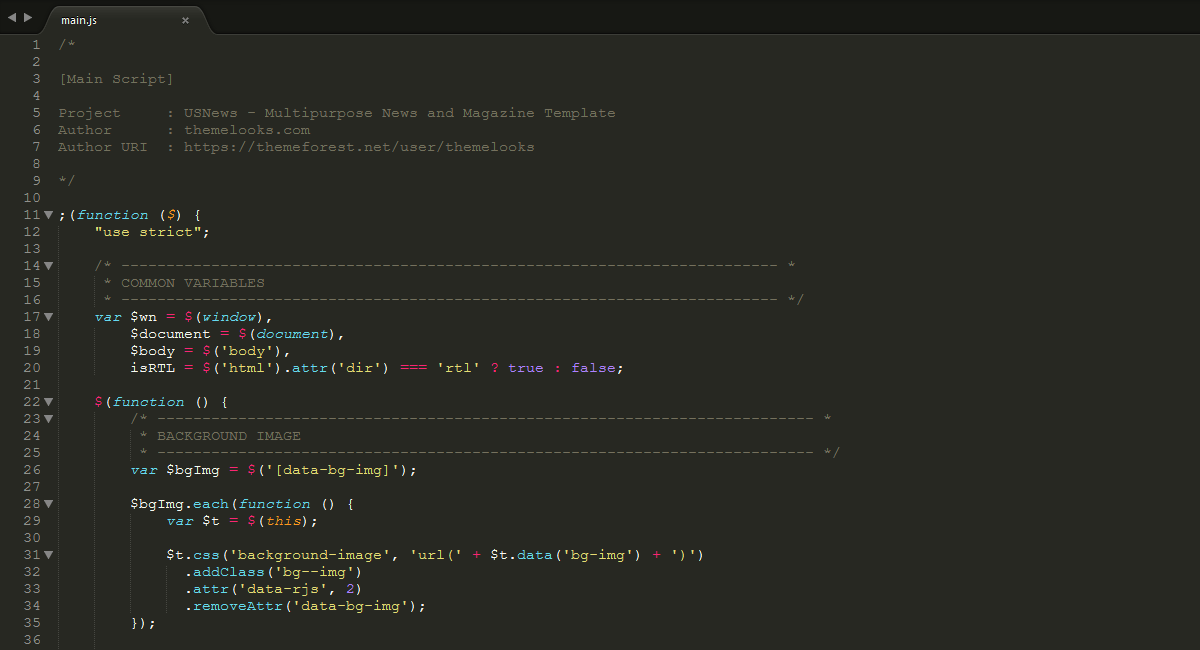 main.js ×
1 /*
2
3 [Main Script]
4
5 Project     : USNews - Multipurpose News and Magazine Template
6 Author      : themelooks.com
7 Author URI  : https://themeforest.net/user/themelooks
8
9 */
10
11 ;(function ($) {
12     "use strict";
13
14     /* ------------------------------------------------------------------------- *
15      * COMMON VARIABLES
16      * ------------------------------------------------------------------------- */
17     var $wn = $(window),
18         $document = $(document),
19         $body = $('body'),
20         isRTL = $('html').attr('dir') === 'rtl' ? true : false;
21
22     $(function () {
23         /* ------------------------------------------------------------------------- *
24          * BACKGROUND IMAGE
25          * ------------------------------------------------------------------------- */
26         var $bgImg = $('[data-bg-img]');
27
28         $bgImg.each(function () {
29             var $t = $(this);
30
31             $t.css('background-image', 'url(' + $t.data('bg-img') + ')')
32               .addClass('bg--img')
33               .attr('data-rjs', 2)
34               .removeAttr('data-bg-img');
35         });
36